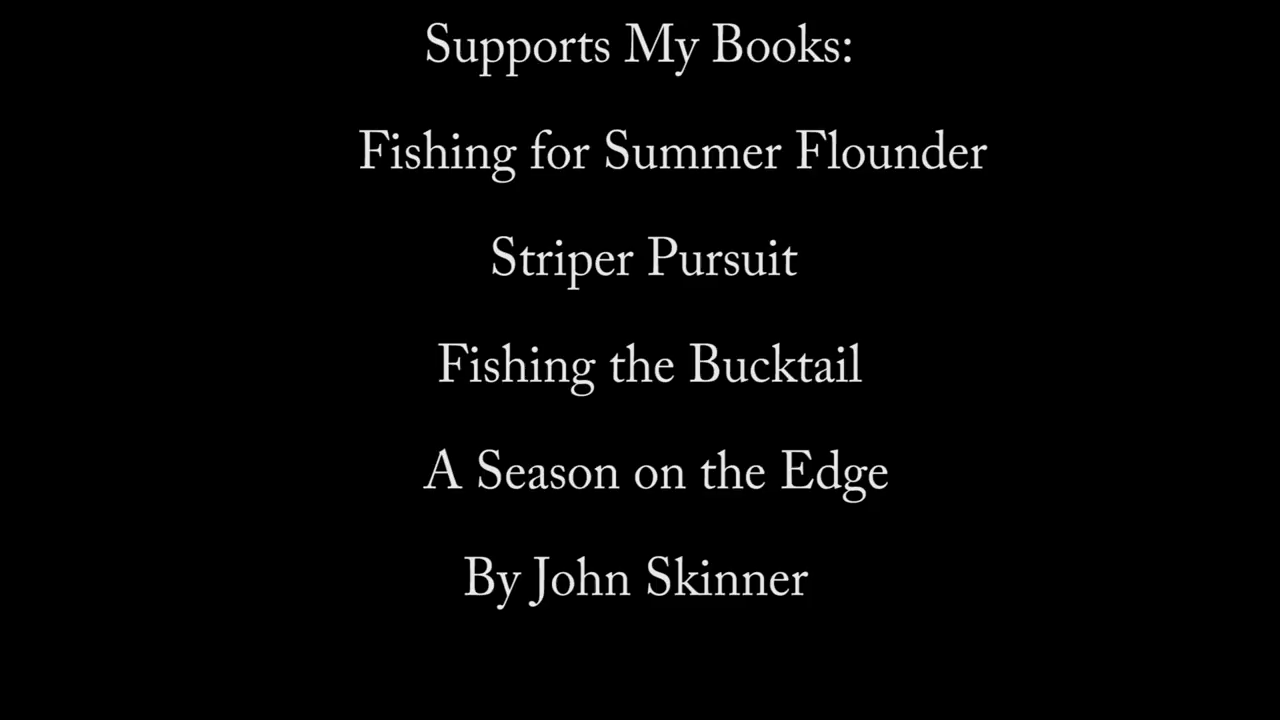 Supports My Books:
Fishing for Summer Flounder
Striper Pursuit
Fishing the Bucktail
A Season on the Edge
By John Skinner